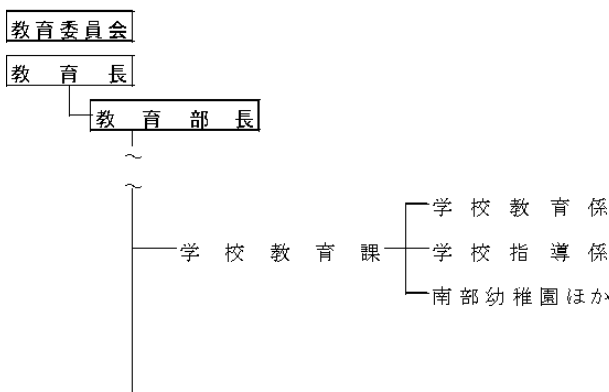 教育委員会
教育長
教育部長
～
～
学校教育係
学校教育課
学校指導係
南部幼稚園ほか